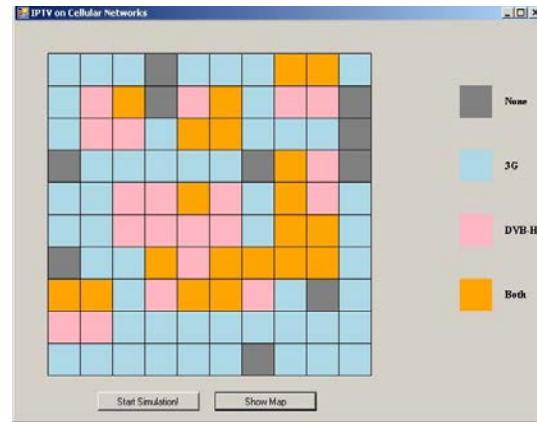 IPTV on Cellular Networks
None
3G
DVB-H
Both
Start Simulation!
Show Map